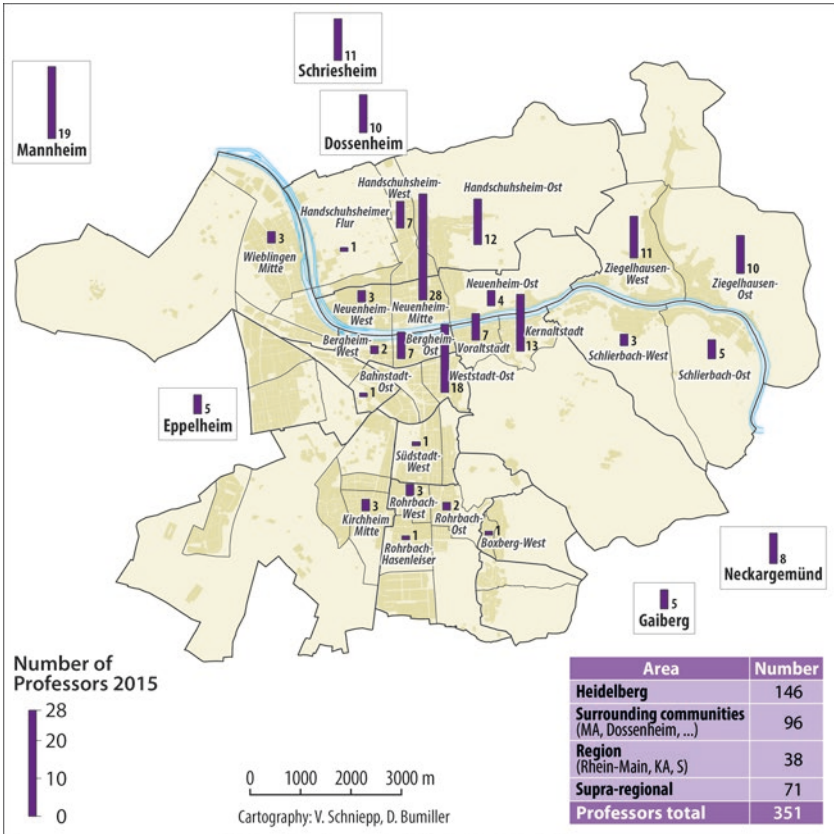 11
Schriesheim
19
Mannheim
10
Dossenheim
Handschuhsheim-
West
7
Handschuhsheim-Ost
12
Handschuhsheimer
Flur
1
3
Wieblingen
Mitte
11
Ziegelhausen-
West
10
Ziegelhausen-
Ost
Neuenheim-Ost
4
3
Neuenheim-
West
28
Neuenheim-
Mitte
Bergheim-
West
2
Bergheim-
Ost
7
7
Voraltstadt
Kernaltstadt
13
3
Schlierbach-West
5
Schlierbach-Ost
Bahnstadt-
Ost
1
Weststadt-Ost
18
5
Eppelheim
1
Südstadt-
West
3
Rohrbach-
West
3
Kirchheim
Mitte
2
Rohrbach-
Ost
1
Rohrbach-
Hasenleiser
1
Boxberg-West
8
Neckargemünd
5
Gaiberg
Number of
Professors 2015
28
20
10
0
0 1000 2000 3000 m
Cartography: V. Schniepp, D. Bumiller
Area Number
Heidelberg 146
Surrounding communities
(MA, Dossenheim, ...) 96
Region
(Rhein-Main, KA, S) 38
Supra-regional 71
Professors total 351